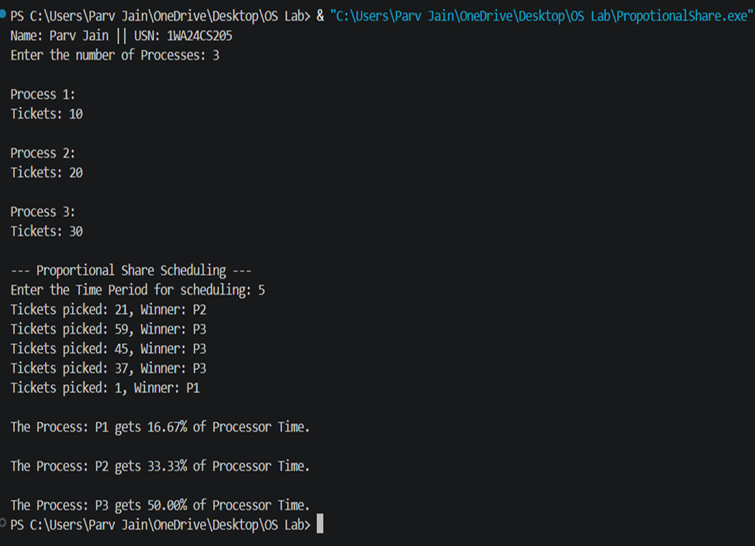 PS C:\Users\Parv Jain\OneDrive\Desktop\OS Lab> & "C:\Users\Parv Jain\OneDrive\Desktop\OS Lab\PropotionalShare.exe"
Name: Parv Jain || USN: 1WA24CS205
Enter the number of Processes: 3
Process 1:
Tickets: 10
Process 2:
Tickets: 20
Process 3:
Tickets: 30
--- Proportional Share Scheduling ---
Enter the Time Period for scheduling: 5
Tickets picked: 21, Winner: P2
Tickets picked: 59, Winner: P3
Tickets picked: 45, Winner: P3
Tickets picked: 37, Winner: P3
Tickets picked: 1, Winner: P1
The Process: P1 gets 16.67% of Processor Time.
The Process: P2 gets 33.33% of Processor Time.
The Process: P3 gets 50.00% of Processor Time.
PS C:\Users\Parv Jain\OneDrive\Desktop\OS Lab>